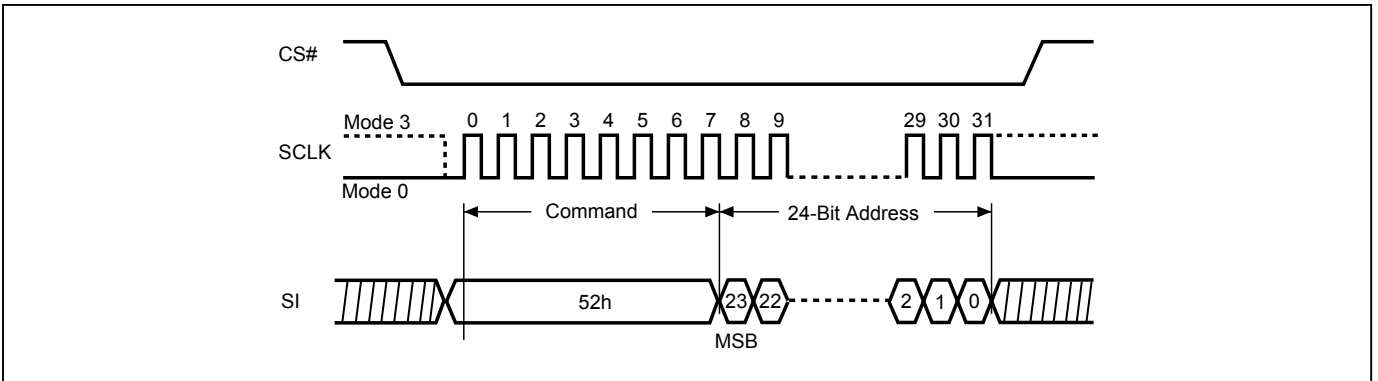 CS#
Mode 3
0 1 2 3 4 5 6 7 8 9 29 30 31
SCLK
Mode 0
Command 24-Bit Address
SI 52h 23 22 2 1 0
MSB